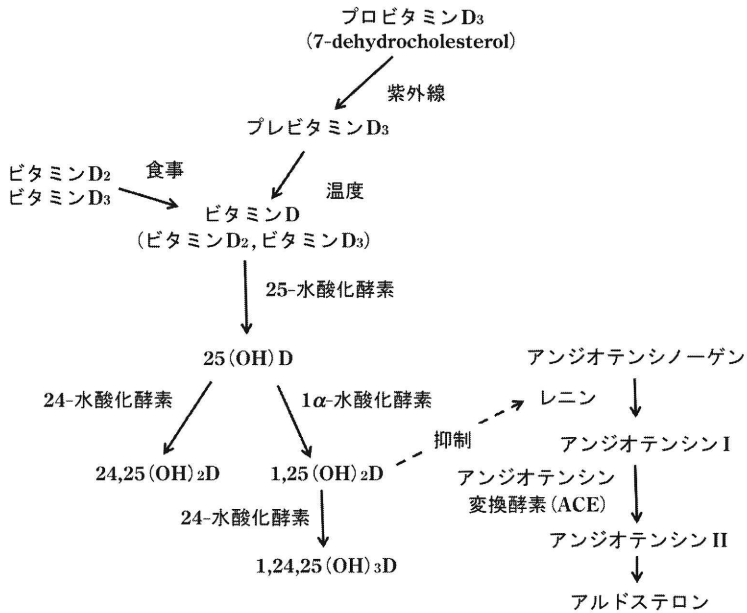 プロビタミンD3
(7-dehydrocholesterol)
紫外線
プレビタミンD3
ビタミンD2
ビタミンD3
食事
温度
ビタミンD
(ビタミンD2,ビタミンD3)
25-水酸化酵素
25(OH)D
24-水酸化酵素
1α-水酸化酵素
24,25(OH)2D
1,25(OH)2D
24-水酸化酵素
1,24,25(OH)3D
抑制
アンジオテンシノーゲン
レニン
アンジオテンシンI
アンジオテンシン
変換酵素(ACE)
アンジオテンシンII
アルドステロン